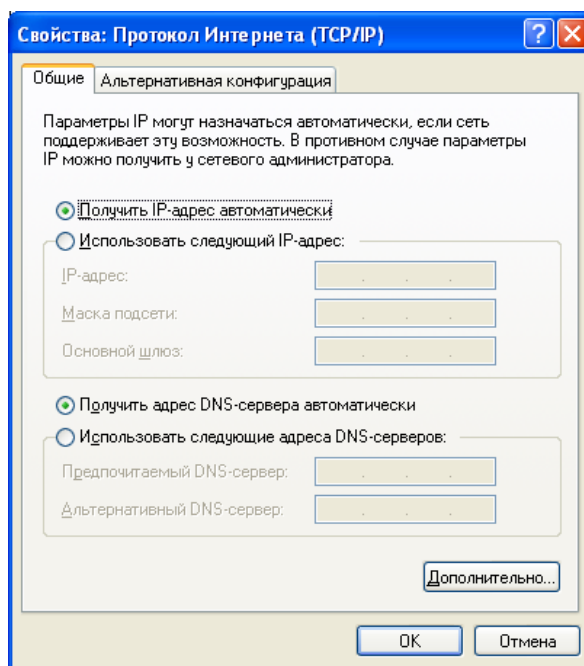 Свойства: Протокол Интернета (TCP/IP)
Общие
Альтернативная конфигурация
Параметры IP могут назначаться автоматически, если сеть
поддерживает эту возможность. В противном случае параметры
IP можно получить у сетевого администратора.
Получить IP-адрес автоматически
Использовать следующий IP-адрес:
IP-адрес:
Маска подсети:
Основной шлюз:
Получить адрес DNS-сервера автоматически
Использовать следующие адреса DNS-серверов:
Предпочитаемый DNS-сервер:
Альтернативный DNS-сервер:
Дополнительно...
OK
Отмена